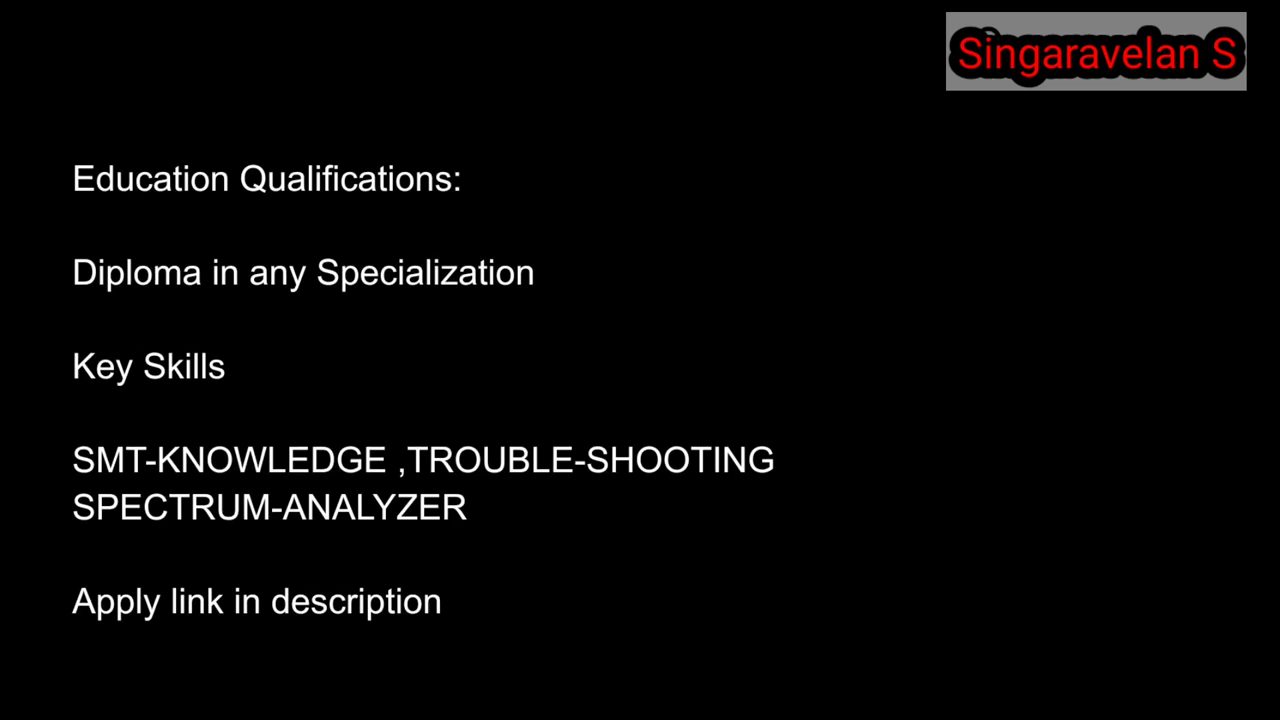 Singaravelan S
Education Qualifications:
Diploma in any Specialization
Key Skills
SMT-KNOWLEDGE ,TROUBLE-SHOOTING
SPECTRUM-ANALYZER
Apply link in description